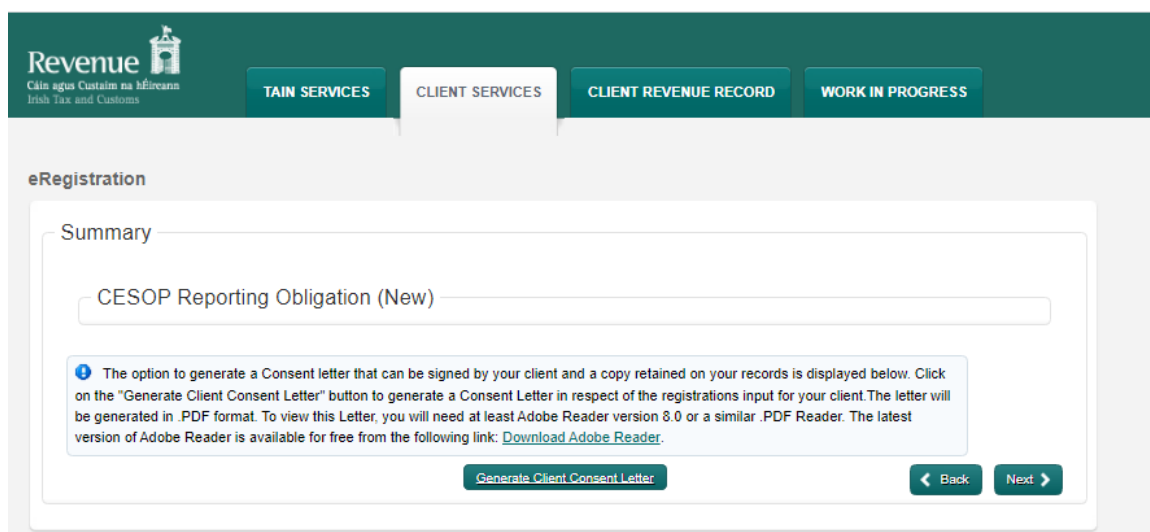 Revenue
Cáin agus Custaim na hÉireann
Irish Tax and Customs
TAIN SERVICES
CLIENT SERVICES
CLIENT REVENUE RECORD
WORK IN PROGRESS
eRegistration
Summary
CESOP Reporting Obligation (New)
The option to generate a Consent letter that can be signed by your client and a copy retained on your records is displayed below. Click
on the "Generate Client Consent Letter" button to generate a Consent Letter in respect of the registrations input for your client.The letter will
be generated in .PDF format. To view this Letter, you will need at least Adobe Reader version 8.0 or a similar .PDF Reader. The latest
version of Adobe Reader is available for free from the following link: Download Adobe Reader.
Generate Client Consent Letter
Back
Next